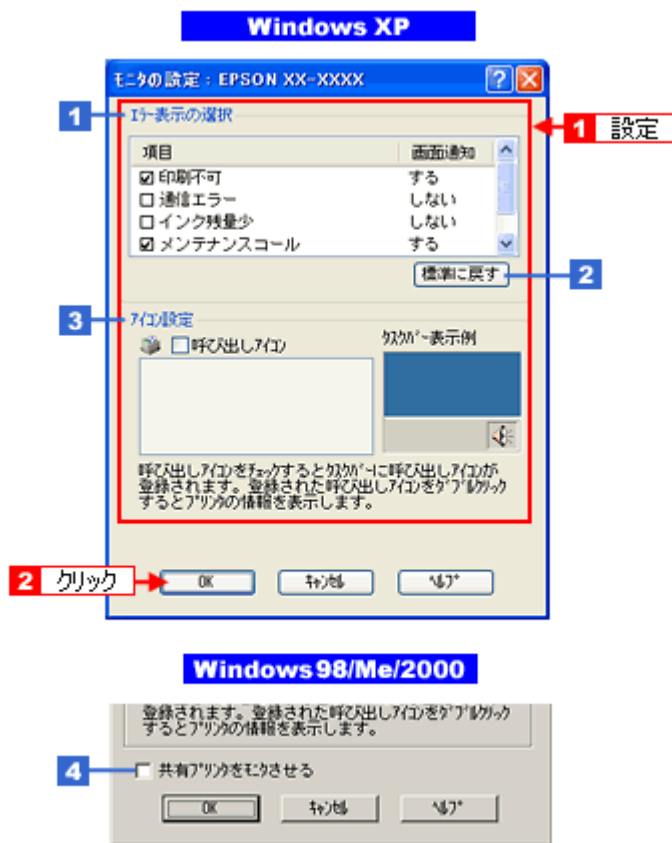 Windows XP
モニタの設定 : EPSON XX-XXXX
1 エラー表示の選択
1 設定
項目 画面通知
印刷不可 する
通信エラー しない
インク残量少 しない
メンテナンスコール する
標準に戻す 2
3 アイコン設定
呼び出しアイコン タスクバー表示例
呼び出しアイコンをチェックするとタスクバーに呼び出しアイコンが
登録されます。登録された呼び出しアイコンをダブルクリック
するとプリンタの情報を表示します。
2 クリック OK キャンセル ヘルプ
Windows98/Me/2000
登録されます。登録された呼び出しアイコンをダブルクリック
するとプリンタの情報を表示します。
4 共有プリンタをモニタさせる
OK キャンセル ヘルプ